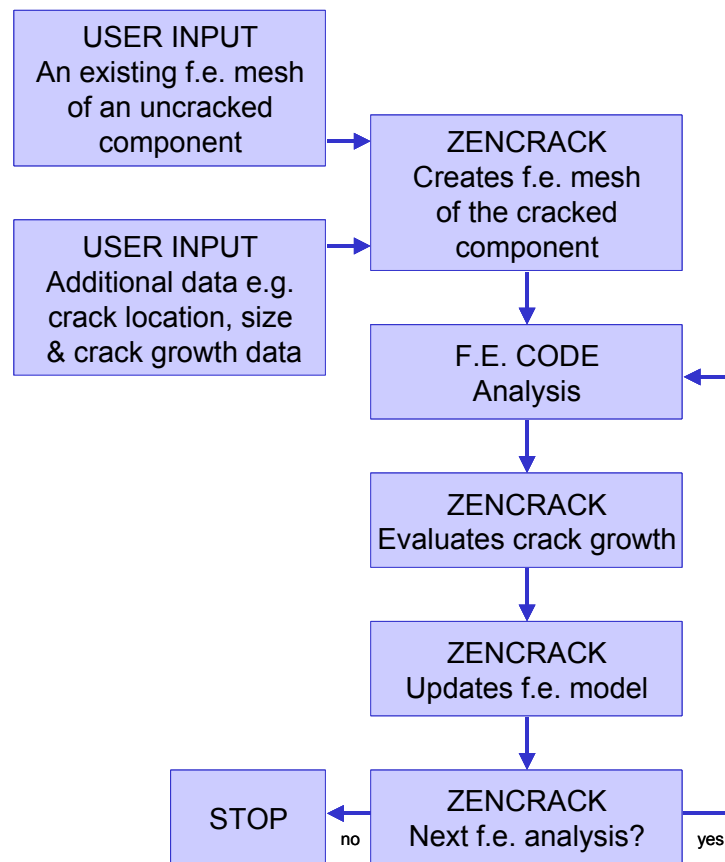 USER INPUT
An existing f.e. mesh
of an uncracked
component
USER INPUT
Additional data e.g.
crack location, size
& crack growth data
ZENCRACK
Creates f.e. mesh
of the cracked
component
F.E. CODE
Analysis
ZENCRACK
Evaluates crack growth
ZENCRACK
Updates f.e. model
ZENCRACK
Next f.e. analysis?
STOP
no
yes